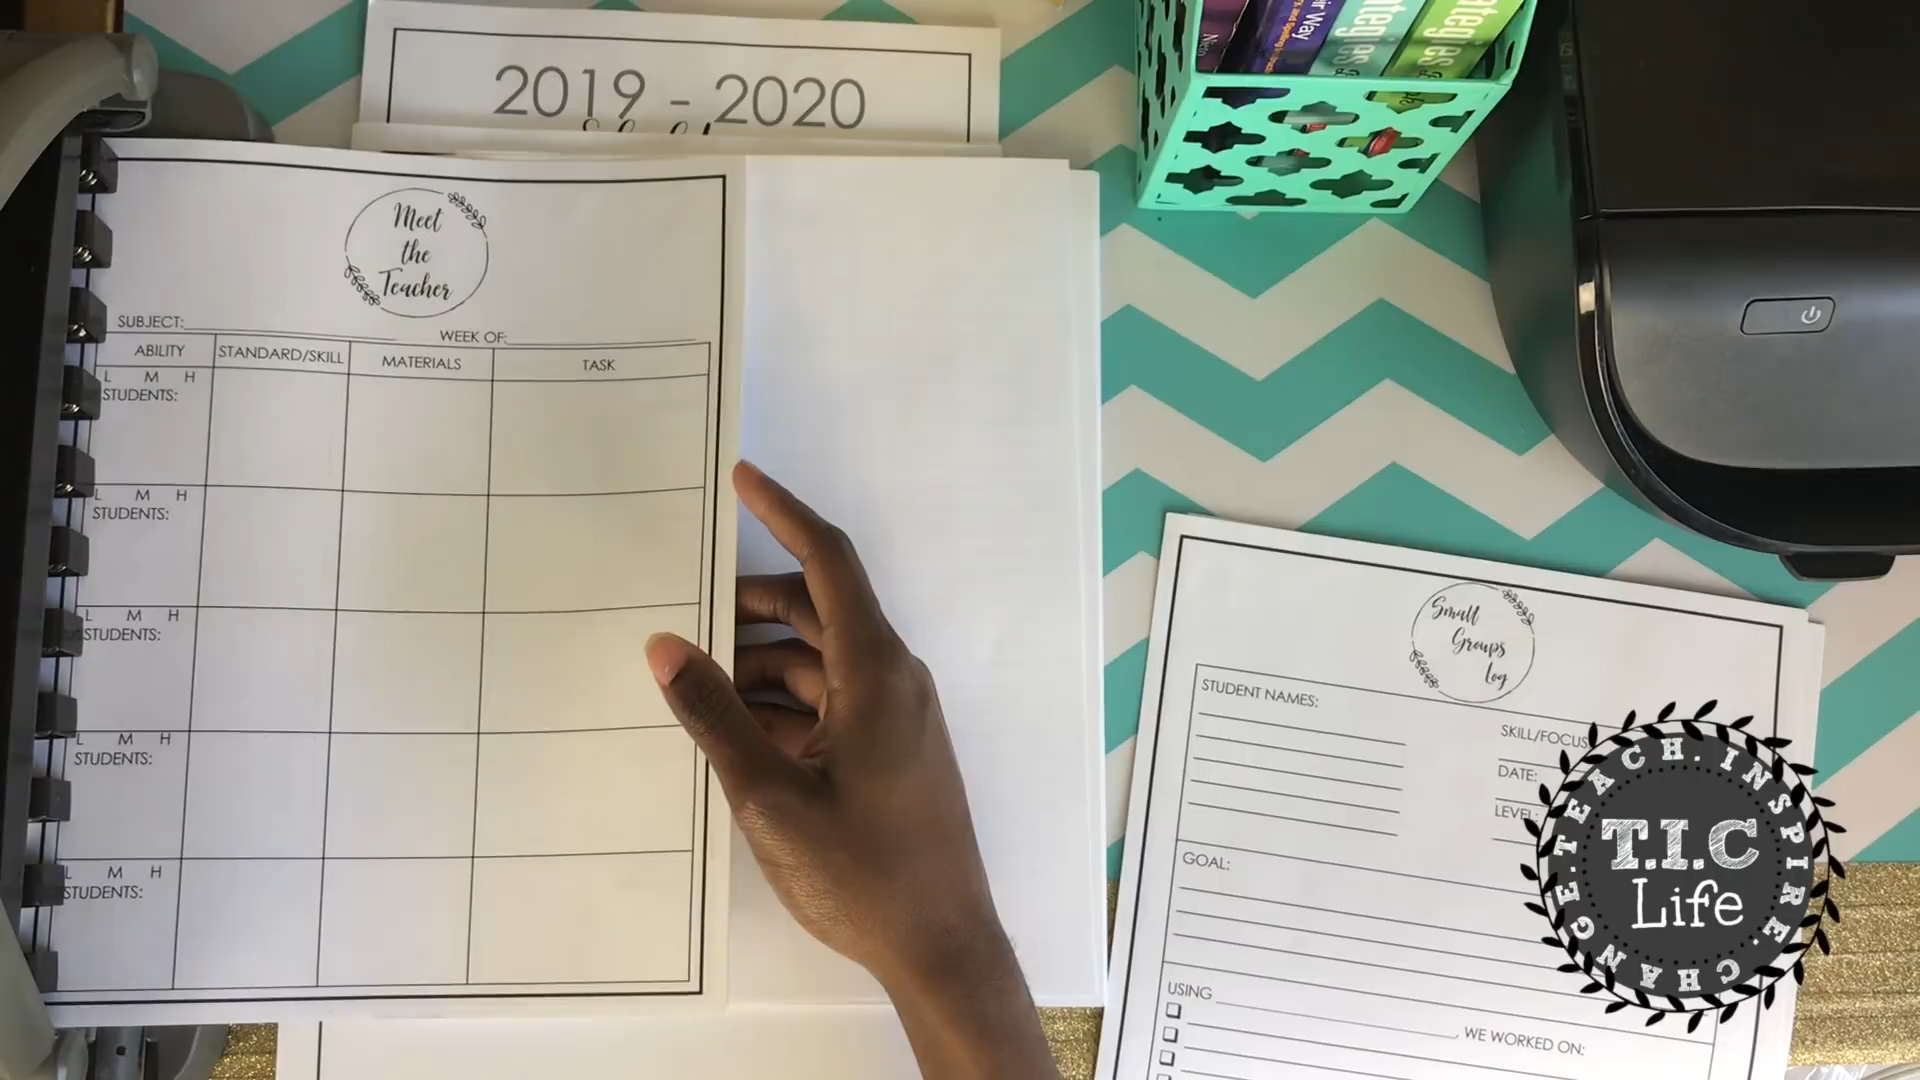 2019 - 2020
Meet
the
Teacher
SUBJECT:
WEEK OF:
ABILITY STANDARD/SKILL MATERIALS TASK
L M H
STUDENTS:
L M H
STUDENTS:
L M H
STUDENTS:
L M H
STUDENTS:
L M H
STUDENTS:
Way
Small
Groups
Log
STUDENT NAMES:
SKILL/FOCUS
DATE:
LEVEL:
GOAL:
USING , WE WORKED ON:
TEACH. INSPIRE. CHANGE.
T.I.C
Life